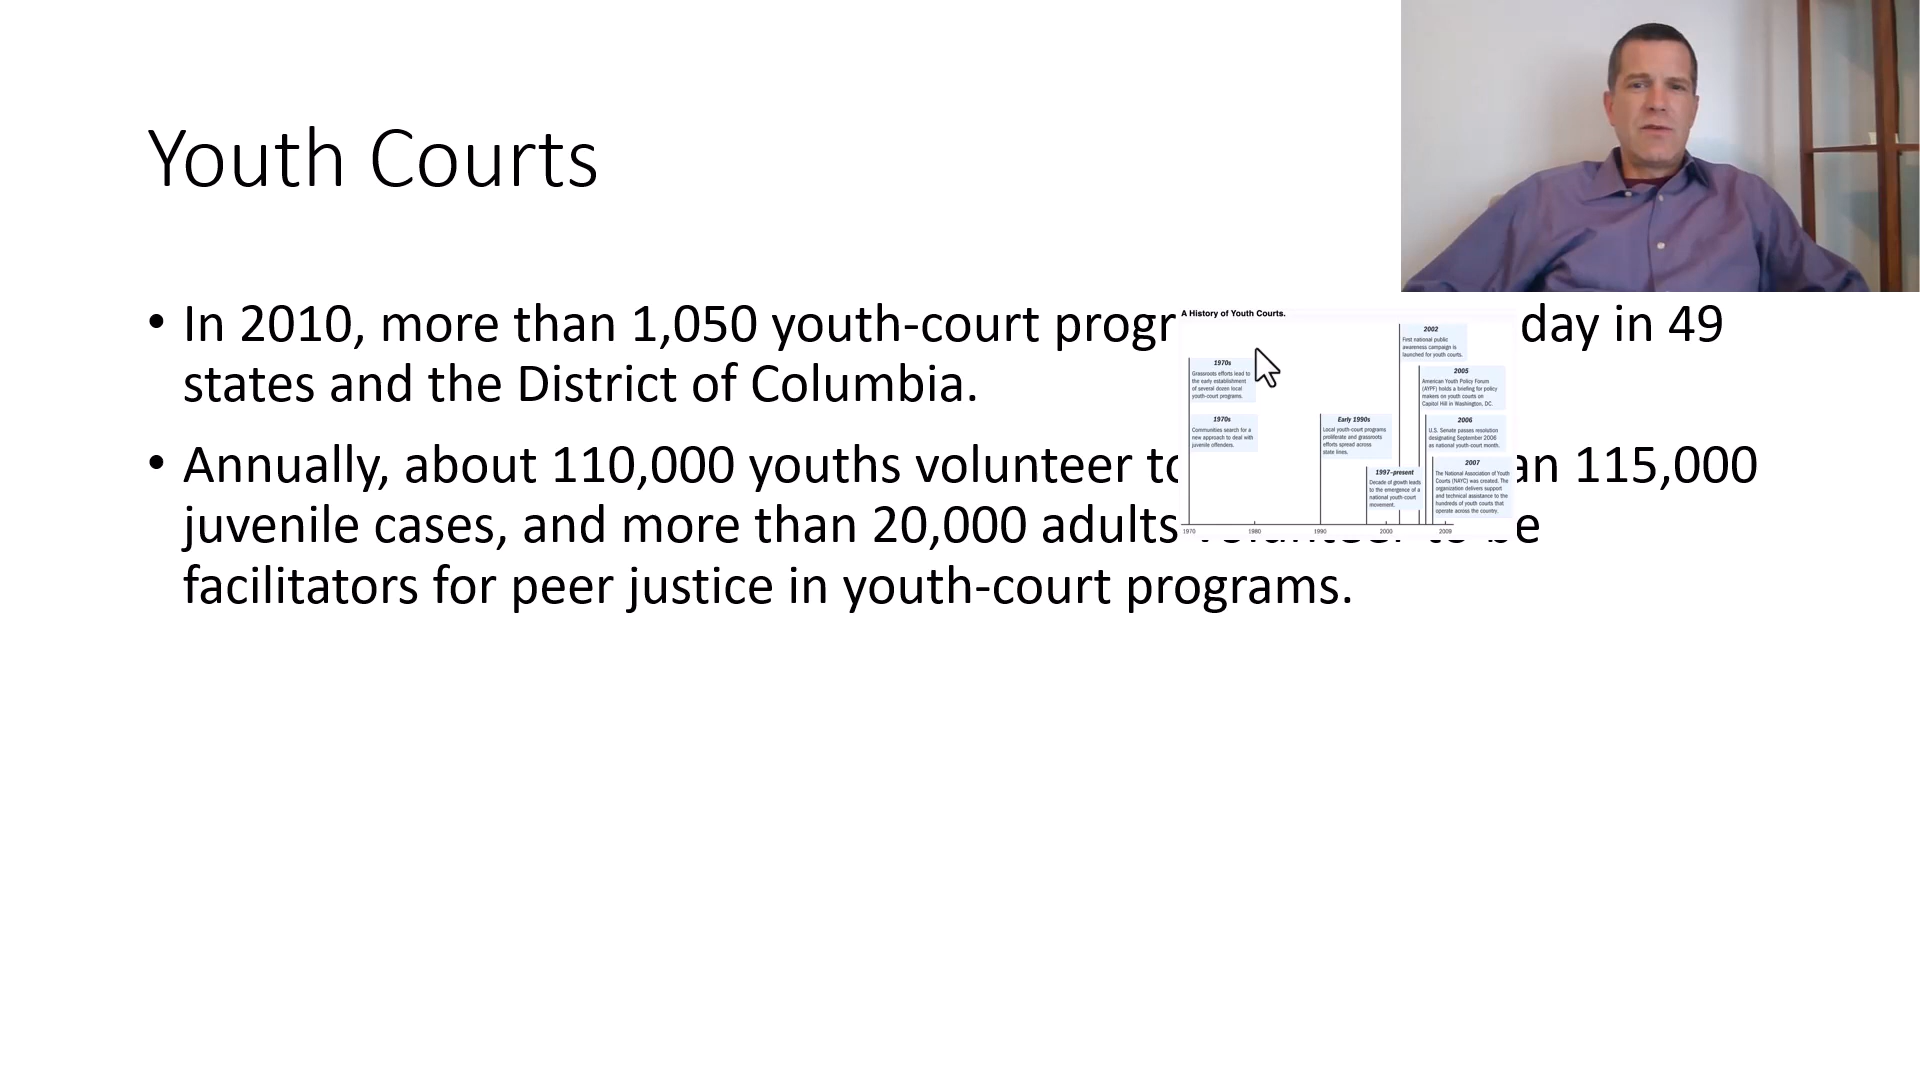 Youth Courts
• In 2010, more than 1,050 youth-court progr day in 49
states and the District of Columbia.
• Annually, about 110,000 youths volunteer to an 115,000
juvenile cases, and more than 20,000 adults volunteer to be
facilitators for peer justice in youth-court programs.
A History of Youth Courts.
1970s
Grassroots efforts lead to
the early establishment
of several dozen local
youth-court programs.
1970s
Communities search for a
new approach to deal with
juvenile offenders.
Early 1990s
Local youth-court programs
proliferate and grassroots
efforts spread across
state lines.
1997–present
Decade of growth leads
to the emergence of a
national youth-court
movement.
2002
First national public
awareness campaign is
launched for youth courts.
2005
American Youth Policy Forum
(AYPF) holds a briefing for policy
makers on youth courts on
Capitol Hill in Washington, DC.
2006
U.S. Senate passes resolution
designating September 2006
as national youth-court month.
2007
The National Association of Youth
Courts (NAYC) was created. The
organization delivers support
and technical assistance to the
hundreds of youth courts that
operate across the country.
1970 1980 1990 2000 2009